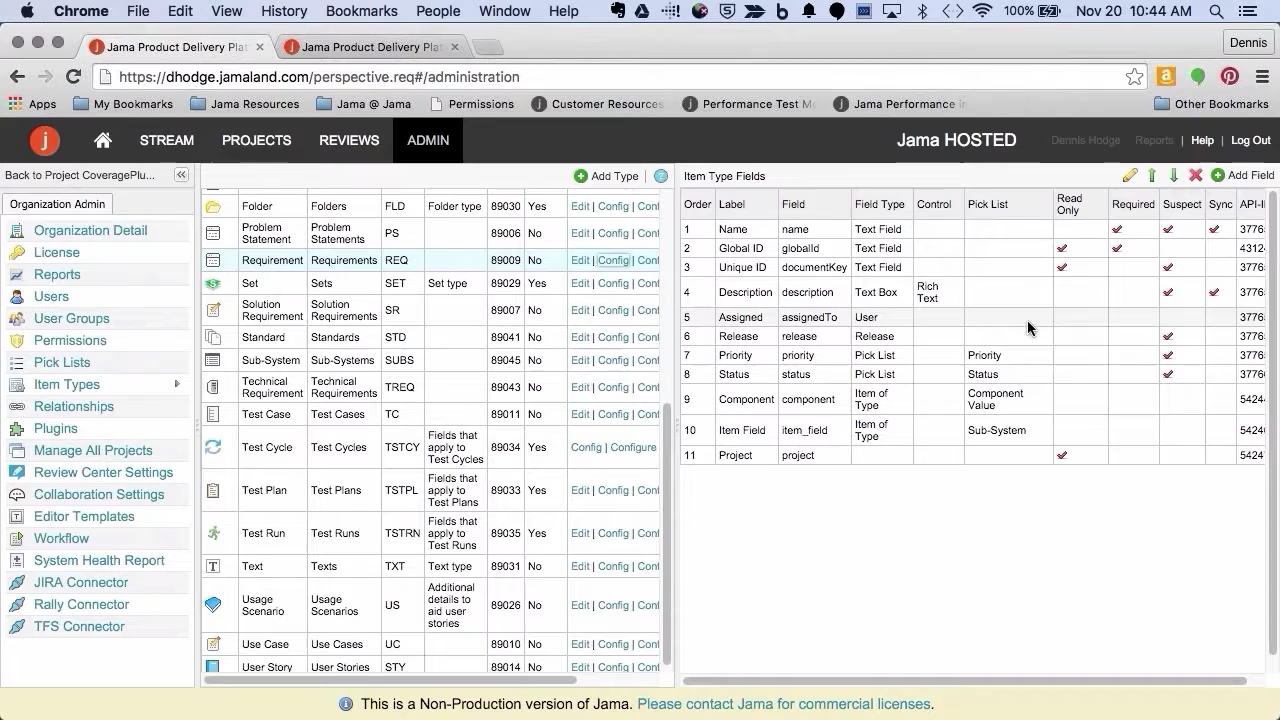 Chrome File Edit View History Bookmarks People Window Help 100% Nov 20 10:44 AM
Jama Product Delivery Plat × Jama Product Delivery Plat × Dennis
https://dhodge.jamaland.com/perspective.req#/administration
Apps My Bookmarks Jama Resources Jama @ Jama Permissions Customer Resources Performance Test Jama Performance Other Bookmarks
j STREAM PROJECTS REVIEWS ADMIN Jama HOSTED Dennis Hodge Reports | Help | Log Out
Back to Project CoveragePlu...
Organization Admin
Organization Detail
License
Reports
Users
User Groups
Permissions
Pick Lists
Item Types
Relationships
Plugins
Manage All Projects
Review Center Settings
Collaboration Settings
Editor Templates
Workflow
System Health Report
JIRA Connector
Rally Connector
TFS Connector
Add Type
Folder Folders FLD Folder type 89030 Yes Edit | Config |
Problem Statement Problem Statements PS 89006 No Edit | Config |
Requirement Requirements REQ 89009 No Edit | Config |
Set Sets SET Set type 89029 Yes Edit | Config |
Solution Requirement Solution Requirements SR 89007 No Edit | Config |
Standard Standards STD 89041 No Edit | Config |
Sub-System Sub-Systems SUBS 89045 No Edit | Config |
Technical Requirement Technical Requirements TREQ 89043 No Edit | Config |
Test Case Test Cases TC 89011 No Edit | Config |
Test Cycle Test Cycles TSTCY Fields that apply to Test Cycles 89034 Yes Config | Configure
Test Plan Test Plans TSTPL Fields that apply to Test Plans 89033 Yes Edit | Config |
Test Run Test Runs TSTRN Fields that apply to Test Runs 89035 Yes Edit | Config |
Text Texts TXT Text type 89031 No Edit | Config |
Usage Scenario Usage Scenarios US Additional details to aid user stories 89026 No Edit | Config |
Use Case Use Cases UC 89010 No Edit | Config |
User Story User Stories STY 89014 No Edit | Config |
Item Type Fields Add Field
Order Label Field Field Type Control Pick List Read Only Required Suspect Sync API-I
1 Name name Text Field 3776
2 Global ID globalId Text Field 4312
3 Unique ID documentKey Text Field 3776
4 Description description Text Box Rich Text 3776
5 Assigned assignedTo User 3776
6 Release release Release 3776
7 Priority priority Pick List Priority 3776
8 Status status Pick List Status 3776
9 Component component Item of Type Component Value 5424
10 Item Field item_field Item of Type Sub-System 5424
11 Project project 5424
This is a Non-Production version of Jama. Please contact Jama for commercial licenses.